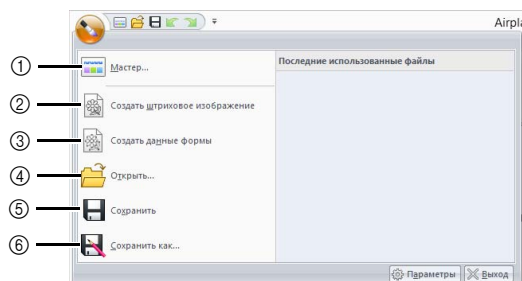 Airpla
① Мастер...
Последние использованные файлы
② Создать штриховое изображение
③ Создать данные формы
④ Открыть...
⑤ Сохранить
⑥ Сохранить как...
Параметры Выход